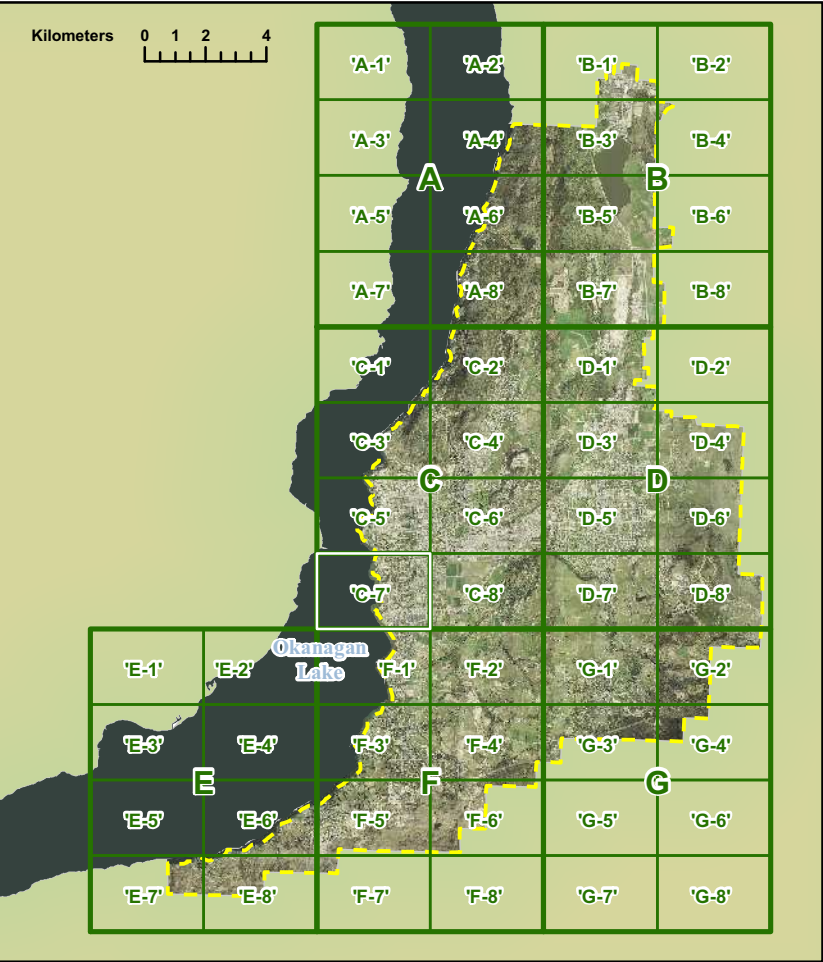 Kilometers 0 1 2 4
'A-1' 'A-2' 'B-1' 'B-2'
'A-3' 'A-4' 'B-3' 'B-4'
A B
'A-5' 'A-6' 'B-5' 'B-6'
'A-7' 'A-8' 'B-7' 'B-8'
'C-1' 'C-2' 'D-1' 'D-2'
'C-3' 'C-4' 'D-3' 'D-4'
C D
'C-5' 'C-6' 'D-5' 'D-6'
'C-7' 'C-8' 'D-7' 'D-8'
Okanagan
Lake
'E-1' 'E-2' 'F-1' 'F-2' 'G-1' 'G-2'
'E-3' 'E-4' 'F-3' 'F-4' 'G-3' 'G-4'
E F G
'E-5' 'E-6' 'F-5' 'F-6' 'G-5' 'G-6'
'E-7' 'E-8' 'F-7' 'F-8' 'G-7' 'G-8'